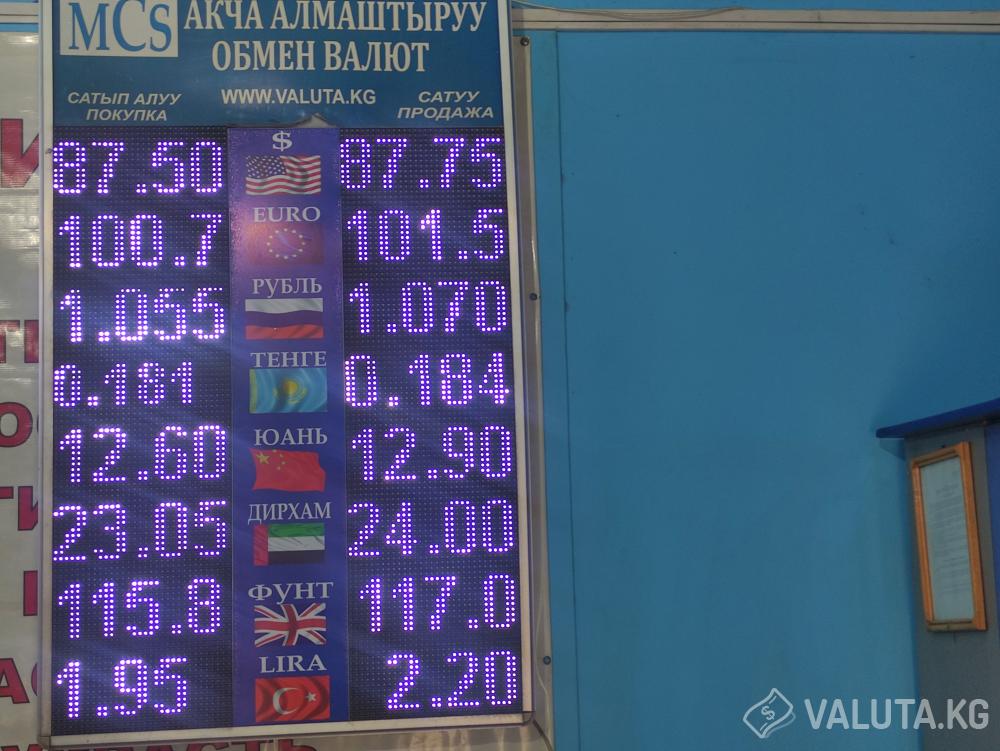 MCs
АКЧА АЛМАШТЫРУУ
ОБМЕН ВАЛЮТ
САТЫП АЛУУ
ПОКУПКА
WWW.VALUTA.KG
САТУУ
ПРОДАЖА
87.50 $ 87.75
100.7 EURO 101.5
1.055 РУБЛЬ 1.070
0.181 ТЕНГЕ 0.184
12.60 ЮАНЬ 12.90
23.05 ДИРХАМ 24.00
115.8 ФУНТ 117.0
1.95 LIRA 2.20
VALUTA.KG